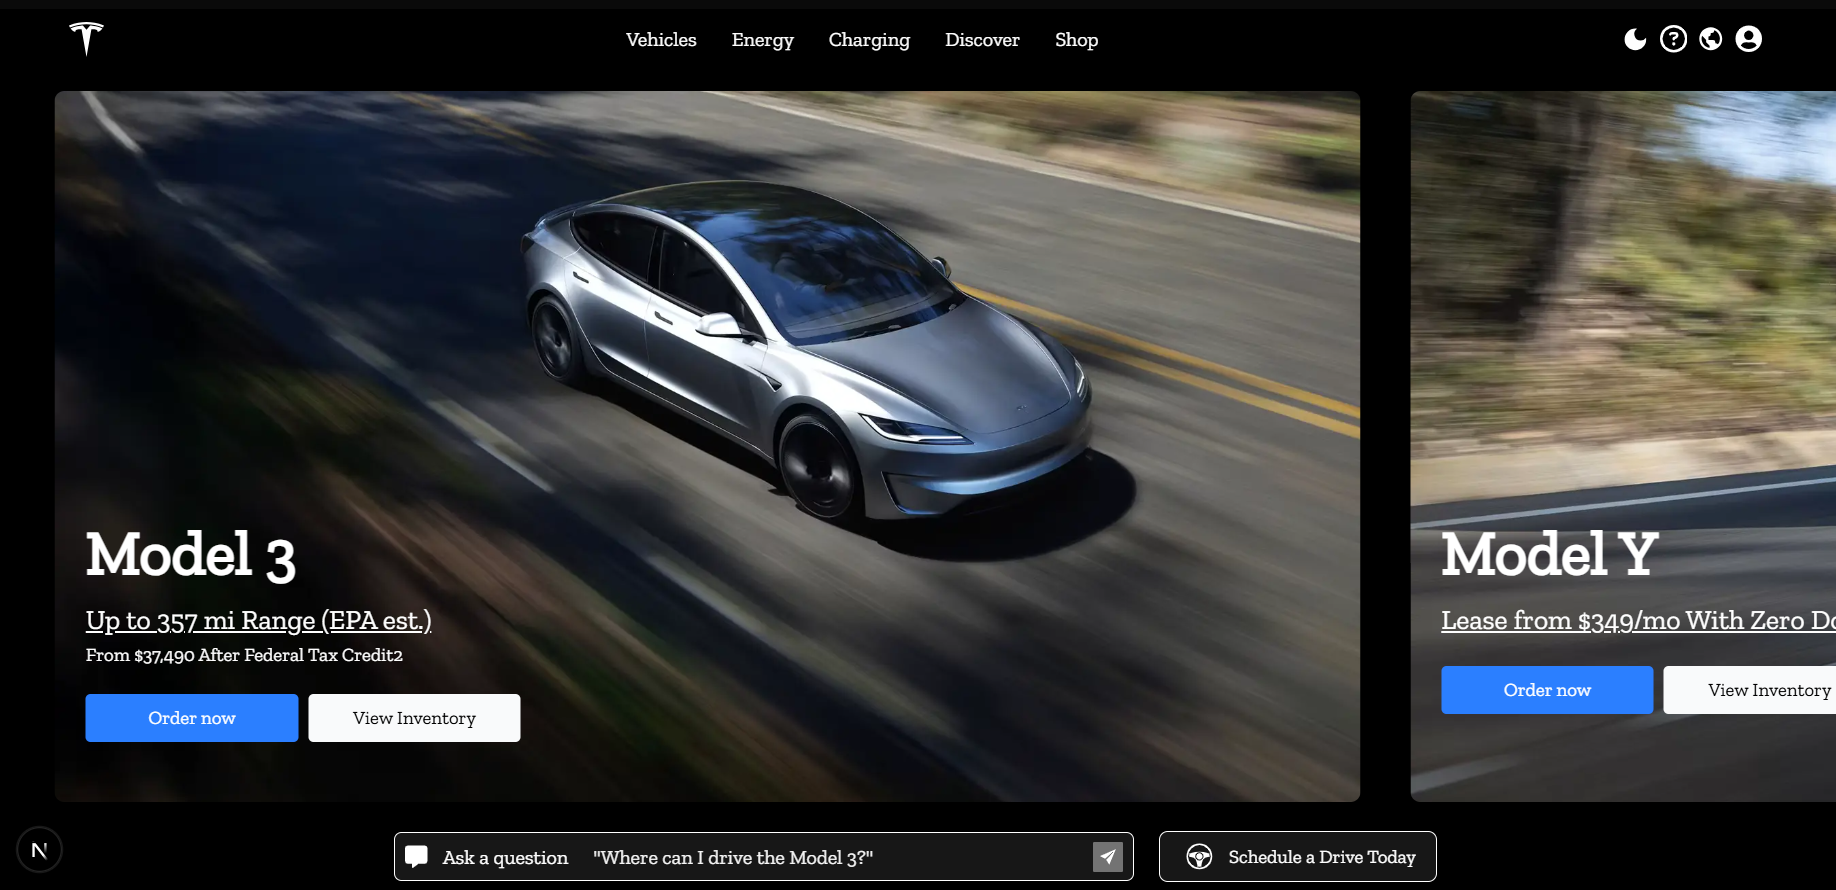 Vehicles Energy Charging Discover Shop
Model 3
Up to 357 mi Range (EPA est.)
From $37,490 After Federal Tax Credit2
Order now View Inventory
Model Y
Lease from $349/mo With Zero
Order now View Inventory
N
Ask a question "Where can I drive the Model 3?"
Schedule a Drive Today